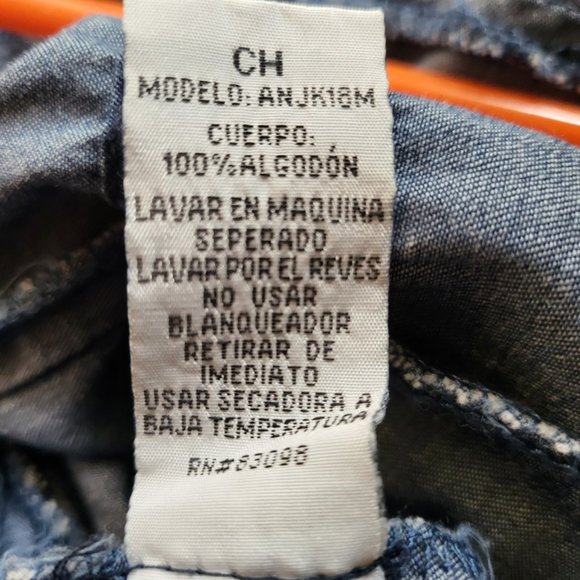 CH
MODELO: ANJK18M
CUERPO:
100%ALGODÓN
LAVAR EN MAQUINA
SEPERADO
LAVAR POR EL REVES
NO USAR
BLANQUEADOR
RETIRAR DE
IMEDIATO
USAR SECADORA A
BAJA TEMPERATURA
RN#83098